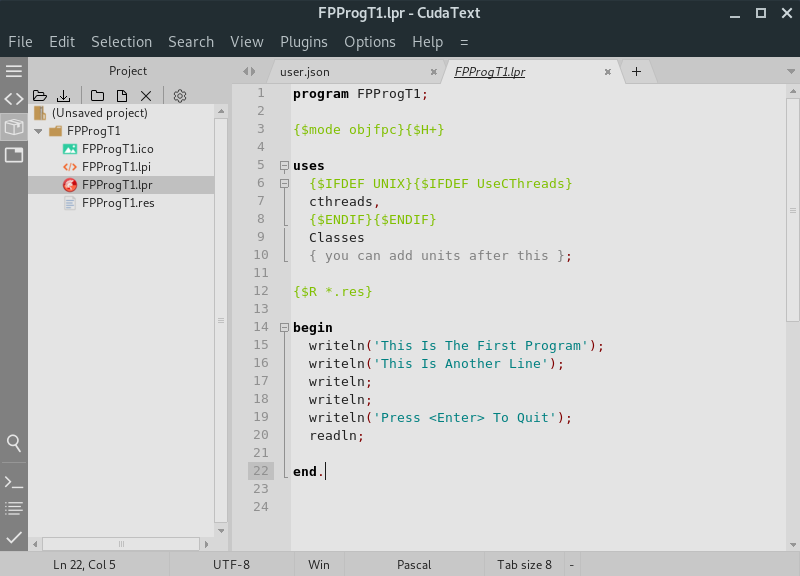 FPProgT1.lpr - CudaText
File Edit Selection Search View Plugins Options Help =
Project
user.json × FPProgT1.lpr × +
(Unsaved project)
FPProgT1
FPProgT1.ico
FPProgT1.lpi
FPProgT1.lpr
FPProgT1.res
1 program FPProgT1;
2
3 {$mode objfpc}{$H+}
4
5 uses
6 {$IFDEF UNIX}{$IFDEF UseCThreads}
7 cthreads,
8 {$ENDIF}{$ENDIF}
9 Classes
10 { you can add units after this };
11
12 {$R *.res}
13
14 begin
15 writeln('This Is The First Program');
16 writeln('This Is Another Line');
17 writeln;
18 writeln;
19 writeln('Press <Enter> To Quit');
20 readln;
21
22 end.
23
24
Ln 22, Col 5 UTF-8 Win Pascal Tab size 8 -